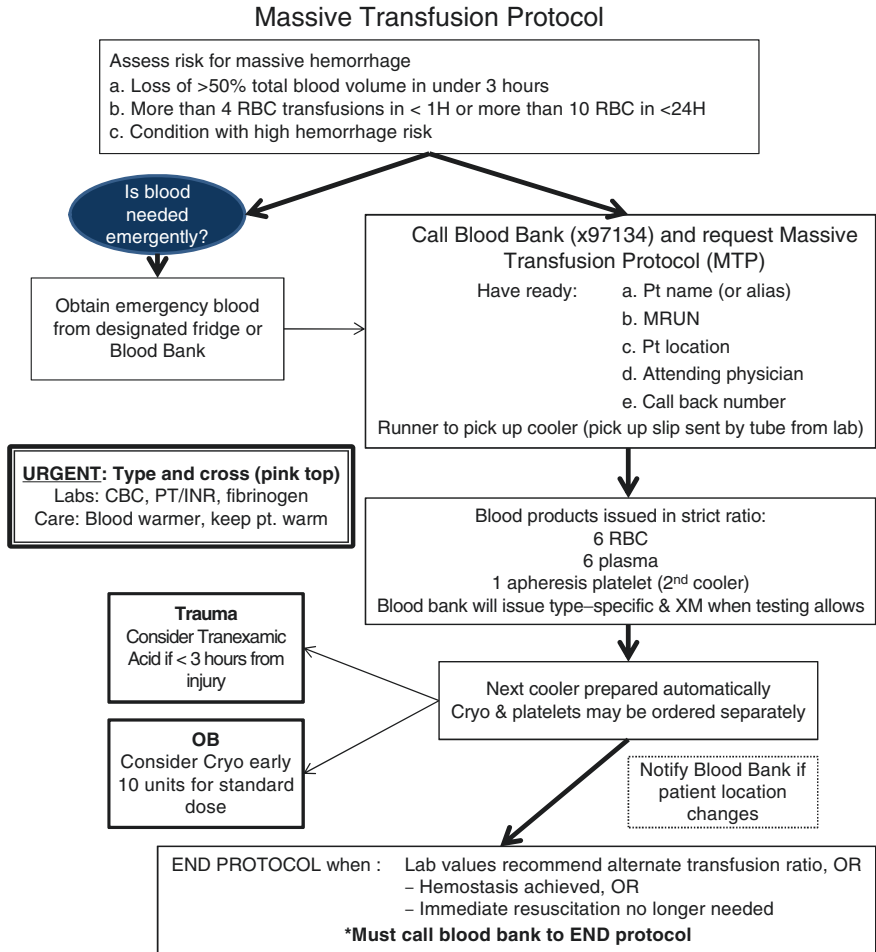 Massive Transfusion Protocol
Assess risk for massive hemorrhage
a. Loss of >50% total blood volume in under 3 hours
b. More than 4 RBC transfusions in < 1H or more than 10 RBC in <24H
c. Condition with high hemorrhage risk
Is blood
needed
emergently?
Obtain emergency blood
from designated fridge or
Blood Bank
Call Blood Bank (x97134) and request Massive
Transfusion Protocol (MTP)
Have ready: a. Pt name (or alias)
b. MRUN
c. Pt location
d. Attending physician
e. Call back number
Runner to pick up cooler (pick up slip sent by tube from lab)
URGENT: Type and cross (pink top)
Labs: CBC, PT/INR, fibrinogen
Care: Blood warmer, keep pt. warm
Blood products issued in strict ratio:
6 RBC
6 plasma
1 apheresis platelet (2nd cooler)
Blood bank will issue type–specific & XM when testing allows
Trauma
Consider Tranexamic
Acid if < 3 hours from
injury
OB
Consider Cryo early
10 units for standard
dose
Next cooler prepared automatically
Cryo & platelets may be ordered separately
Notify Blood Bank if
patient location
changes
END PROTOCOL when : Lab values recommend alternate transfusion ratio, OR
– Hemostasis achieved, OR
– Immediate resuscitation no longer needed
*Must call blood bank to END protocol